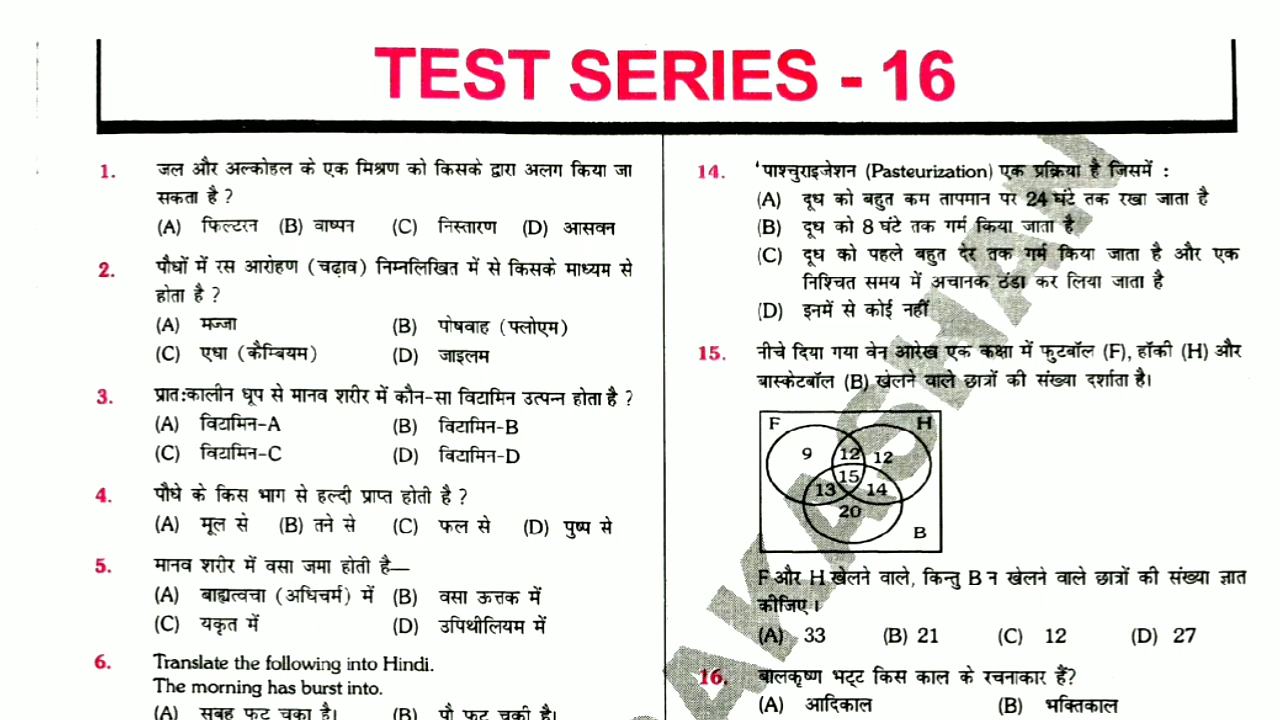 TEST SERIES - 16
1. जल और अल्कोहल के एक मिश्रण को किसके द्वारा अलग किया जा
सकता है ?
(A) फिल्टरन (B) वाष्पन (C) निस्तारण (D) आसवन
2. पौधों में रस आरोहण (चढ़ाव) निम्नलिखित में से किसके माध्यम से
होता है ?
(A) मज्जा (B) पोषवाह (फ्लोएम)
(C) एधा (कैम्बियम) (D) जाइलम
3. प्रात:कालीन धूप से मानव शरीर में कौन-सा विटामिन उत्पन्न होता है ?
(A) विटामिन-A (B) विटामिन-B
(C) विटामिन-C (D) विटामिन-D
4. पौधे के किस भाग से हल्दी प्राप्त होती है ?
(A) मूल से (B) तने से (C) फल से (D) पुष्प से
5. मानव शरीर में वसा जमा होती है—
(A) बाह्यत्वचा (अधिचर्म) में (B) वसा ऊत्तक में
(C) यकृत में (D) उपिथीलियम में
6. Translate the following into Hindi.
The morning has burst into.
(A) सुबह फूट चुका है। (B) पौ फूट चुकी है।
14. 'पाश्चुराइजेशन (Pasteurization) एक प्रक्रिया है जिसमें :
(A) दूध को बहुत कम तापमान पर 24 घंटे तक रखा जाता है
(B) दूध को 8 घंटे तक गर्म किया जाता है
(C) दूध को पहले बहुत देर तक गर्म किया जाता है और एक
निश्चित समय में अचानक ठंडा कर लिया जाता है
(D) इनमें से कोई नहीं
15. नीचे दिया गया वेन आरेख एक कक्षा में फुटबॉल (F), हॉकी (H) और
बास्केटबॉल (B) खेलने वाले छात्रों की संख्या दर्शाता है।
F H
9 12 12
15
13 14
20
B
F और H खेलने वाले, किन्तु B न खेलने वाले छात्रों की संख्या ज्ञात
कीजिए।
(A) 33 (B) 21 (C) 12 (D) 27
16. बालकृष्ण भट्ट किस काल के रचनाकार हैं?
(A) आदिकाल (B) भक्तिकाल